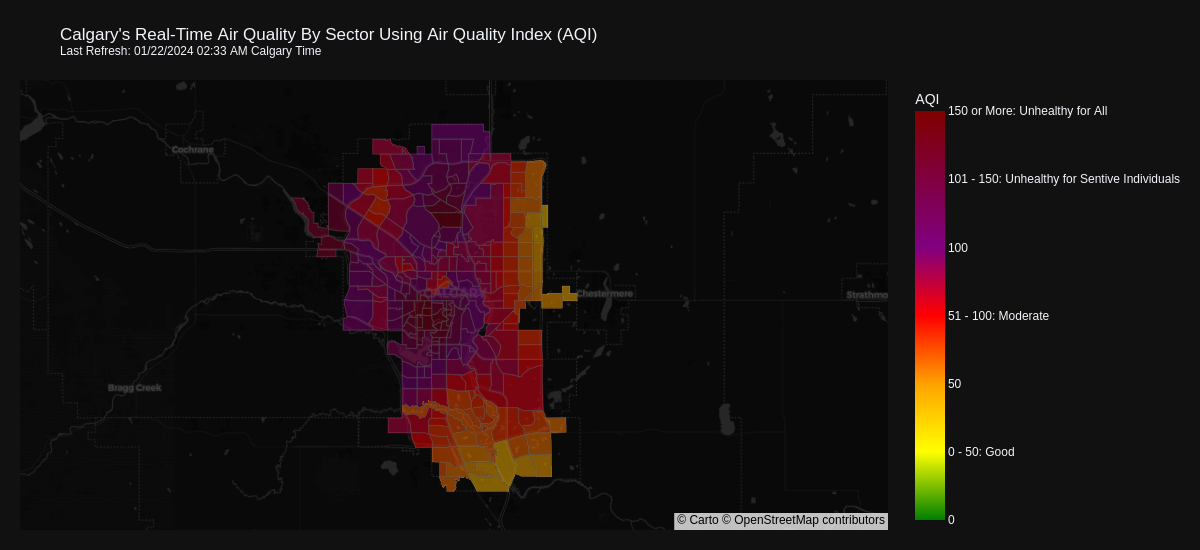 Calgary's Real-Time Air Quality By Sector Using Air Quality Index (AQI)
Last Refresh: 01/22/2024 02:33 AM Calgary Time
AQI
150 or More: Unhealthy for All
Cochrane
101 - 150: Unhealthy for Sentive Individuals
100
CALGARY
Chestermere
Strathmo
51 - 100: Moderate
Bragg Creek
50
0 - 50: Good
© Carto © OpenStreetMap contributors
0